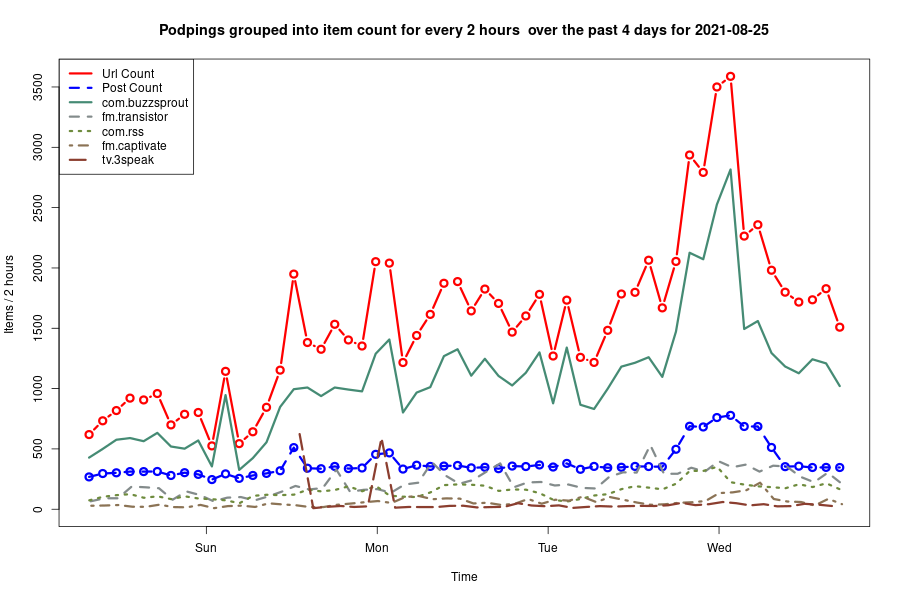 Podpings grouped into item count for every 2 hours  over the past 4 days for 2021-08-25
Url Count
Post Count
com.buzzsprout
fm.transistor
com.rss
fm.captivate
tv.3speak
3500
3000
2500
2000
1500
1000
500
0
Items / 2 hours
Sun
Mon
Tue
Wed
Time